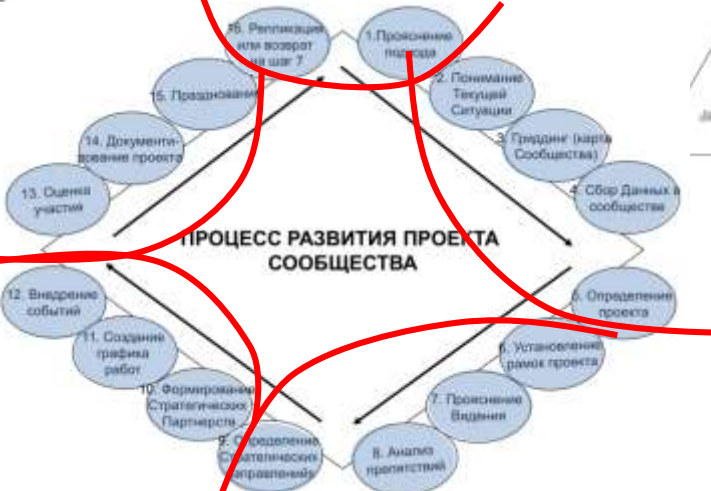 16. Репликация
или возврат
на шаг 7
1.Прояснение
подхода
2. Понимание
Текущей
Ситуации
3. Гриддинг (карта
Сообщества)
4. Сбор Данных в
сообществе
5. Определение
проекта
6. Установление
рамок проекта
7. Прояснение
Видения
8. Анализ
препятствий
9. Определение
Стратегических
направлений
10. Формирование
Стратегических
Партнерств
11. Создание
графика
работ
12. Внедрение
событий
13. Оценка
участия
14. Документи-
рование проекта
15. Празднование
ПРОЦЕСС РАЗВИТИЯ ПРОЕКТА
СООБЩЕСТВА